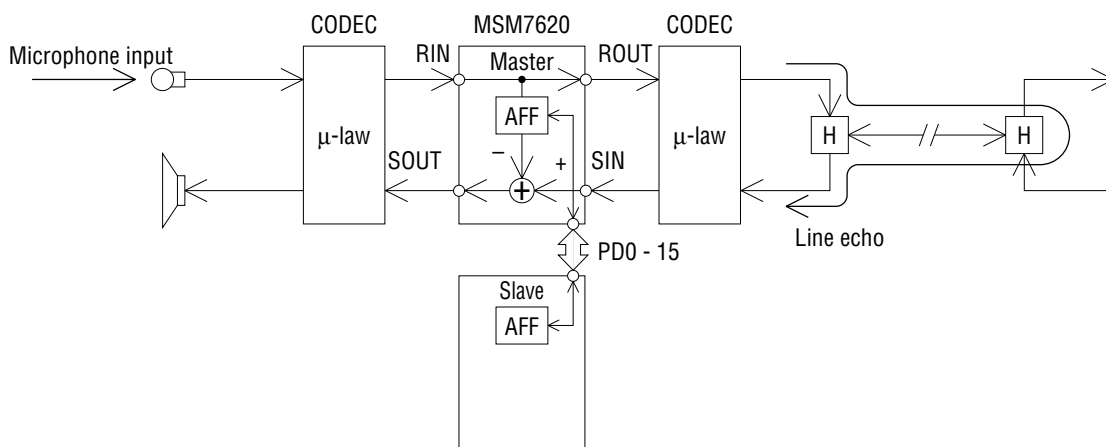 CODEC
MSM7620
CODEC
Microphone input
RIN
Master
ROUT
AFF
μ-law
μ-law
H
H
SOUT
−
+
SIN
+
Line echo
PD0 - 15
Slave
AFF